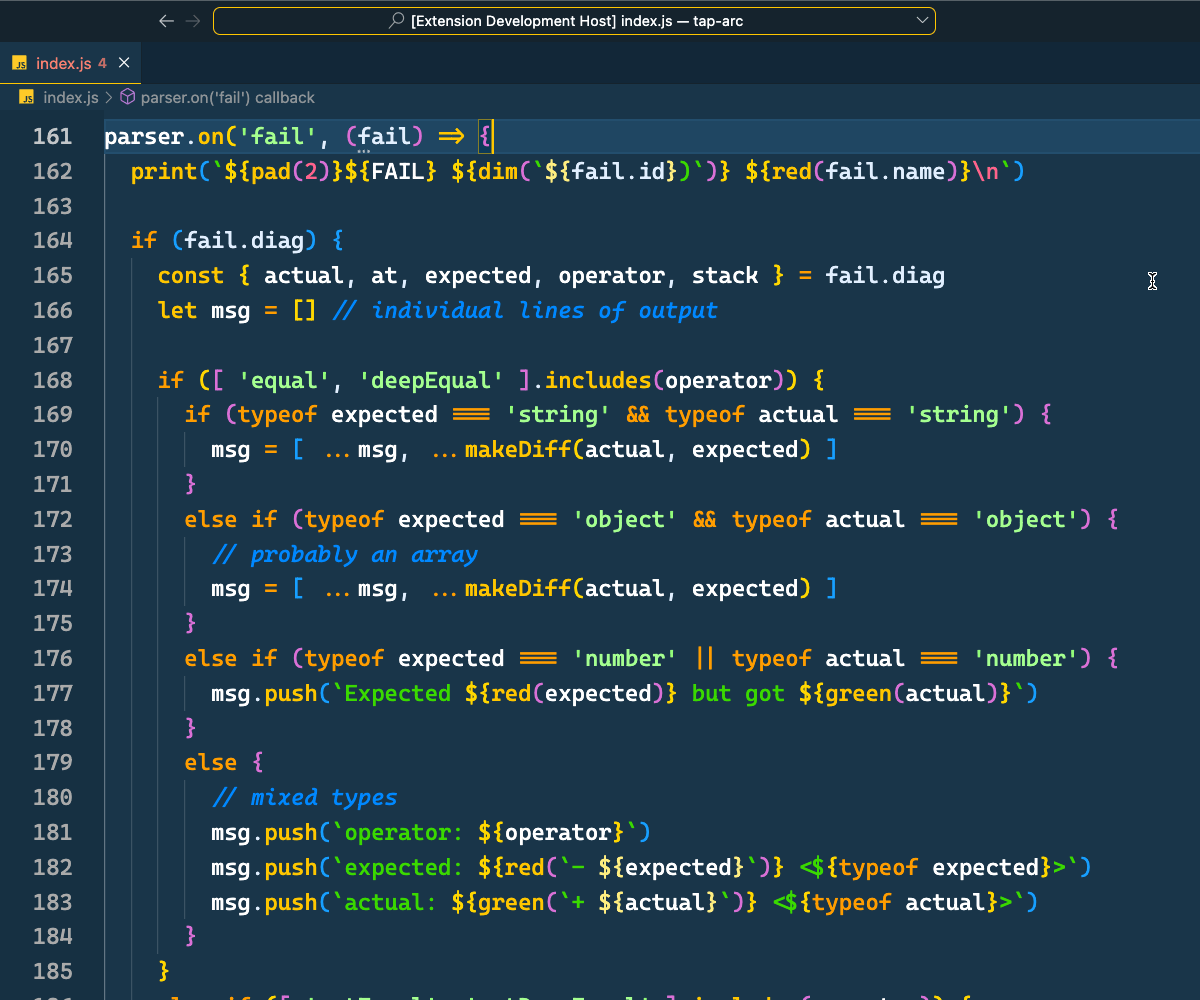 [Extension Development Host] index.js — tap-arc
JS index.js 4
JS index.js > parser.on('fail') callback
161 parser.on('fail', (fail) => {
162 print(`${pad(2)}${FAIL} ${dim(`${fail.id})`)} ${red(fail.name)}\n`)
163
164 if (fail.diag) {
165 const { actual, at, expected, operator, stack } = fail.diag
166 let msg = [] // individual lines of output
167
168 if ([ 'equal', 'deepEqual' ].includes(operator)) {
169 if (typeof expected === 'string' && typeof actual === 'string') {
170 msg = [ ...msg, ...makeDiff(actual, expected) ]
171 }
172 else if (typeof expected === 'object' && typeof actual === 'object') {
173 // probably an array
174 msg = [ ...msg, ...makeDiff(actual, expected) ]
175 }
176 else if (typeof expected === 'number' || typeof actual === 'number') {
177 msg.push(`Expected ${red(expected)} but got ${green(actual)}`)
178 }
179 else {
180 // mixed types
181 msg.push(`operator: ${operator}`)
182 msg.push(`expected: ${red(`- ${expected}`)} <${typeof expected}>`)
183 msg.push(`actual: ${green(`+ ${actual}`)} <${typeof actual}>`)
184 }
185 }